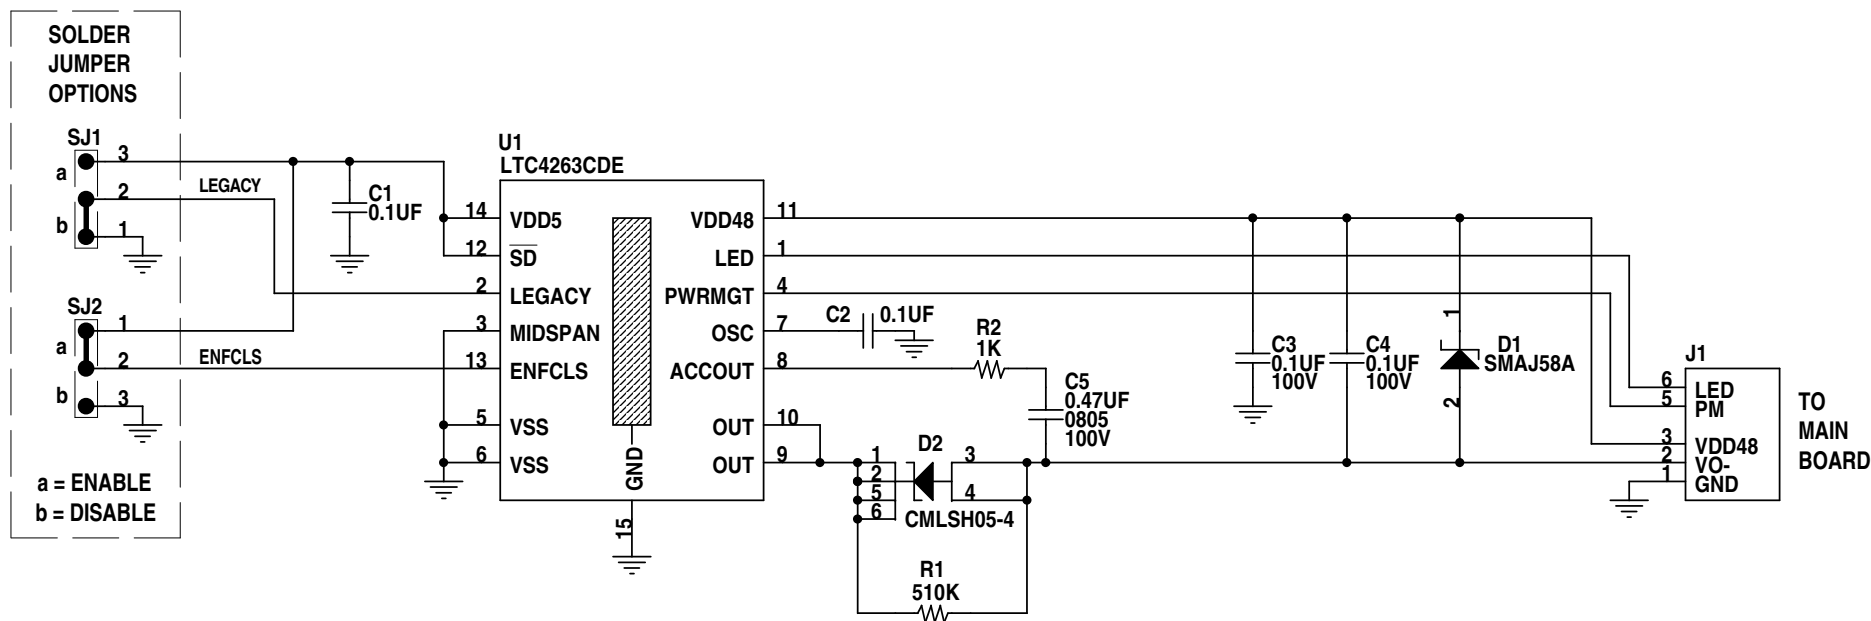 SOLDER
JUMPER
OPTIONS
SJ1
3
a
2
b
1
LEGACY
SJ2
1
a
2
b
3
ENFCLS
a = ENABLE
b = DISABLE
C1
0.1UF
U1
LTC4263CDE
14 VDD5
12 SD
2 LEGACY
3 MIDSPAN
13 ENFCLS
5 VSS
6 VSS
GND
15
VDD48 11
LED 1
PWRMGT 4
OSC 7
ACCOUT 8
OUT 10
OUT 9
C2 0.1UF
R2
1K
C5
0.47UF
0805
100V
D2
1
2
5
6
3
4
CMLSH05-4
R1
510K
C3
0.1UF
100V
C4
0.1UF
100V
1
D1
SMAJ58A
2
J1
6 LED
5 PM
3 VDD48
2 VO-
1 GND
TO
MAIN
BOARD